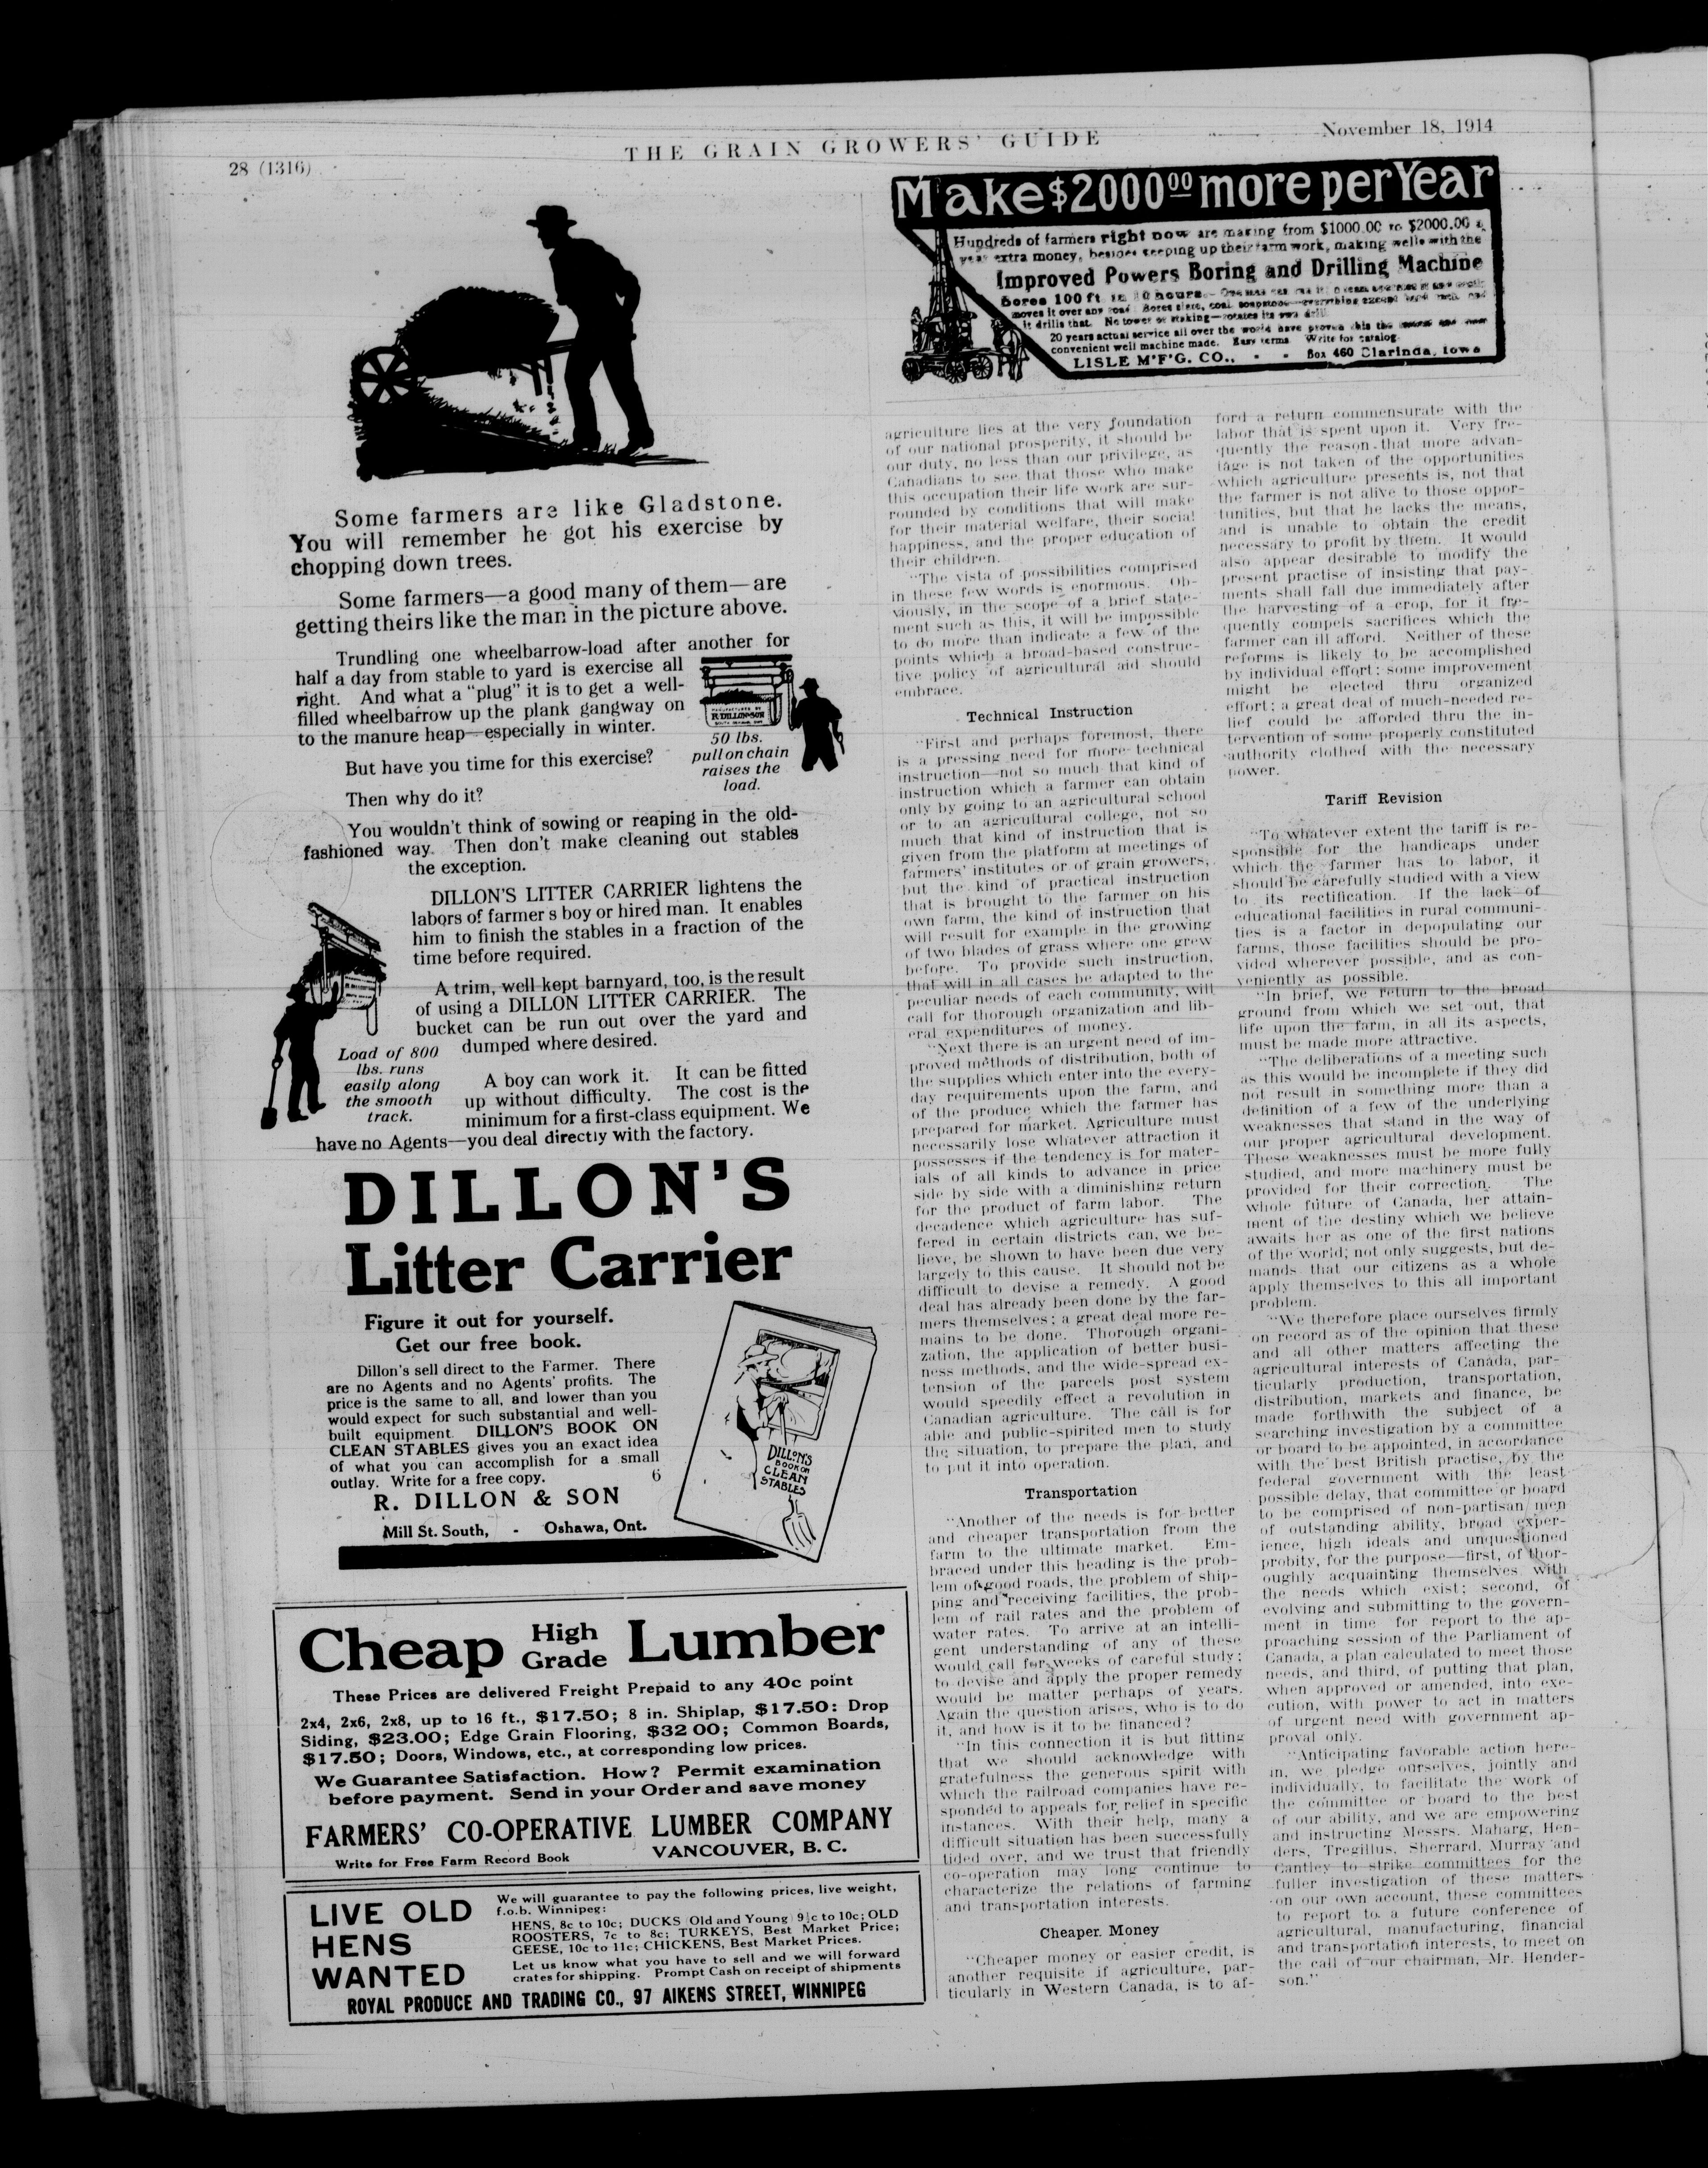 28 (1316)
THE GRAIN GROWERS' GUIDE
November 18, 1914
Some farmers are like Gladstone.
You will remember he got his exercise by
chopping down trees.
Some farmers—a good many of them—are
getting theirs like the man in the picture above.
Trundling one wheelbarrow-load after another for
half a day from stable to yard is exercise all
right. And what a "plug" it is to get a well-
filled wheelbarrow up the plank gangway on
to the manure heap—especially in winter.
MANUFACTURED BY
R. DILLON & SON
50 lbs.
pull on chain
raises the
load.
But have you time for this exercise?
Then why do it?
You wouldn't think of sowing or reaping in the old-
fashioned way. Then don't make cleaning out stables
the exception.
DILLON'S LITTER CARRIER lightens the
labors of farmer s boy or hired man. It enables
him to finish the stables in a fraction of the
time before required.
A trim, well kept barnyard, too, is the result
of using a DILLON LITTER CARRIER. The
bucket can be run out over the yard and
dumped where desired.
Load of 800
lbs. runs
easily along
the smooth
track.
A boy can work it. It can be fitted
up without difficulty. The cost is the
minimum for a first-class equipment. We
have no Agents—you deal directly with the factory.
DILLON'S
Litter Carrier
Figure it out for yourself.
Get our free book.
Dillon's sell direct to the Farmer. There
are no Agents and no Agents' profits. The
price is the same to all, and lower than you
would expect for such substantial and well-
built equipment. DILLON'S BOOK ON
CLEAN STABLES gives you an exact idea
of what you can accomplish for a small
outlay. Write for a free copy. 6
R. DILLON & SON
Mill St. South, - Oshawa, Ont.
DILLON'S
BOOK ON
CLEAN
STABLES
Cheap High Grade Lumber
These Prices are delivered Freight Prepaid to any 40c point
2x4, 2x6, 2x8, up to 16 ft., $17.50; 8 in. Shiplap, $17.50: Drop
Siding, $23.00; Edge Grain Flooring, $32 00; Common Boards,
$17.50; Doors, Windows, etc., at corresponding low prices.
We Guarantee Satisfaction. How? Permit examination
before payment. Send in your Order and save money
FARMERS' CO-OPERATIVE LUMBER COMPANY
Write for Free Farm Record Book
VANCOUVER, B. C.
LIVE OLD
HENS
WANTED
We will guarantee to pay the following prices, live weight,
f.o.b. Winnipeg:
HENS, 8c to 10c; DUCKS Old and Young 9½c to 10c; OLD
ROOSTERS, 7c to 8c; TURKEYS, Best Market Price;
GEESE, 10c to 11c; CHICKENS, Best Market Prices.
Let us know what you have to sell and we will forward
crates for shipping. Prompt Cash on receipt of shipments
ROYAL PRODUCE AND TRADING CO., 97 AIKENS STREET, WINNIPEG
Make $2000.00 more per Year
Hundreds of farmers right now are making from $1000.00 to $2000.00 a
year extra money, besides keeping up their farm work, making wells with the
Improved Powers Boring and Drilling Machine
Bores 100 ft. in 10 hours.
moves it over any road. Bores slate, coal, soapstone—everything except hard rock, and
it drills that. No tower or staking—rotates its own drill.
20 years actual service all over the world have proven this the
convenient well machine made. Easy terms. Write for catalog.
LISLE M'F'G. CO., - - Box 460 Clarinda, Iowa
agriculture lies at the very foundation
of our national prosperity, it should be
our duty, no less than our privilege, as
Canadians to see that those who make
this occupation their life work are sur-
rounded by conditions that will make
for their material welfare, their social
happiness, and the proper education of
their children.
"The vista of possibilities comprised
in these few words is enormous. Ob-
viously, in the scope of a brief state-
ment such as this, it will be impossible
to do more than indicate a few of the
points which a broad-based construc-
tive policy of agricultural aid should
embrace.
Technical Instruction
"First and perhaps foremost, there
is a pressing need for more technical
instruction—not so much that kind of
instruction which a farmer can obtain
only by going to an agricultural school
or to an agricultural college, not so
much that kind of instruction that is
given from the platform at meetings of
farmers' institutes or of grain growers,
but the kind of practical instruction
that is brought to the farmer on his
own farm, the kind of instruction that
will result for example in the growing
of two blades of grass where one grew
before. To provide such instruction,
that will in all cases be adapted to the
peculiar needs of each community, will
call for thorough organization and lib-
eral expenditures of money.
"Next there is an urgent need of im-
proved methods of distribution, both of
the supplies which enter into the every-
day requirements upon the farm, and
of the produce which the farmer has
prepared for market. Agriculture must
necessarily lose whatever attraction it
possesses if the tendency is for mater-
ials of all kinds to advance in price
side by side with a diminishing return
for the product of farm labor. The
decadence which agriculture has suf-
fered in certain districts can, we be-
lieve, be shown to have been due very
largely to this cause. It should not be
difficult to devise a remedy. A good
deal has already been done by the far-
mers themselves; a great deal more re-
mains to be done. Thorough organi-
zation, the application of better busi-
ness methods, and the wide-spread ex-
tension of the parcels post system
would speedily effect a revolution in
Canadian agriculture. The call is for
able and public-spirited men to study
the situation, to prepare the plan, and
to put it into operation.
Transportation
"Another of the needs is for better
and cheaper transportation from the
farm to the ultimate market. Em-
braced under this heading is the prob-
lem of good roads, the problem of ship-
ping and receiving facilities, the prob-
lem of rail rates and the problem of
water rates. To arrive at an intelli-
gent understanding of any of these
would call for weeks of careful study;
to devise and apply the proper remedy
would be matter perhaps of years.
Again the question arises, who is to do
it, and how is it to be financed?
"In this connection it is but fitting
that we should acknowledge with
gratefulness the generous spirit with
which the railroad companies have re-
sponded to appeals for relief in specific
instances. With their help, many a
difficult situation has been successfully
tided over, and we trust that friendly
co-operation may long continue to
characterize the relations of farming
and transportation interests.
Cheaper Money
"Cheaper money or easier credit, is
another requisite if agriculture, par-
ticularly in Western Canada, is to af-
ford a return commensurate with the
labor that is spent upon it. Very fre-
quently the reason that more advan-
tage is not taken of the opportunities
which agriculture presents is, not that
the farmer is not alive to those oppor-
tunities, but that he lacks the means,
and is unable to obtain the credit
necessary to profit by them. It would
also appear desirable to modify the
present practise of insisting that pay-
ments shall fall due immediately after
the harvesting of a crop, for it fre-
quently compels sacrifices which the
farmer can ill afford. Neither of these
reforms is likely to be accomplished
by individual effort; some improvement
might be elected thru organized
effort; a great deal of much-needed re-
lief could be afforded thru the in-
tervention of some properly constituted
authority clothed with the necessary
power.
Tariff Revision
"To whatever extent the tariff is re-
sponsible for the handicaps under
which the farmer has to labor, it
should be carefully studied with a view
to its rectification. If the lack of
educational facilities in rural communi-
ties is a factor in depopulating our
farms, those facilities should be pro-
vided wherever possible, and as con-
veniently as possible.
"In brief, we return to the broad
ground from which we set out, that
life upon the farm, in all its aspects,
must be made more attractive.
"The deliberations of a meeting such
as this would be incomplete if they did
not result in something more than a
definition of a few of the underlying
weaknesses that stand in the way of
our proper agricultural development.
These weaknesses must be more fully
studied, and more machinery must be
provided for their correction. The
whole future of Canada, her attain-
ment of the destiny which we believe
awaits her as one of the first nations
of the world; not only suggests, but de-
mands that our citizens as a whole
apply themselves to this all important
problem.
"We therefore place ourselves firmly
on record as of the opinion that these
and all other matters affecting the
agricultural interests of Canada, par-
ticularly production, transportation,
distribution, markets and finance, be
made forthwith the subject of a
searching investigation by a committee
or board to be appointed, in accordance
with the best British practise, by the
federal government with the least
possible delay, that committee or board
to be comprised of non-partisan men
of outstanding ability, broad exper-
ience, high ideals and unquestioned
probity, for the purpose—first, of thor-
oughly acquainting themselves with
the needs which exist; second, of
evolving and submitting to the govern-
ment in time for report to the ap-
proaching session of the Parliament of
Canada, a plan calculated to meet those
needs, and third, of putting that plan,
when approved or amended, into exe-
cution, with power to act in matters
of urgent need with government ap-
proval only.
"Anticipating favorable action here-
in, we pledge ourselves, jointly and
individually, to facilitate the work of
the committee or board to the best
of our ability, and we are empowering
and instructing Messrs. Maharg, Hen-
ders, Tregillus, Sherrard, Murray and
Cantley to strike committees for the
fuller investigation of these matters
on our own account, these committees
to report to a future conference of
agricultural, manufacturing, financial
and transportation interests, to meet on
the call of our chairman, Mr. Hender-
son."